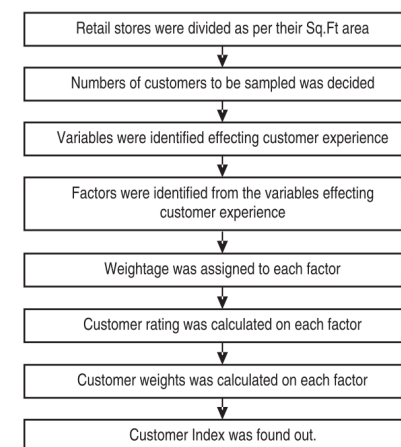 Retail stores were divided as per their Sq.Ft area
Numbers of customers to be sampled was decided
Variables were identified effecting customer experience
Factors were identified from the variables effecting
customer experience
Weightage was assigned to each factor
Customer rating was calculated on each factor
Customer weights was calculated on each factor
Customer Index was found out.